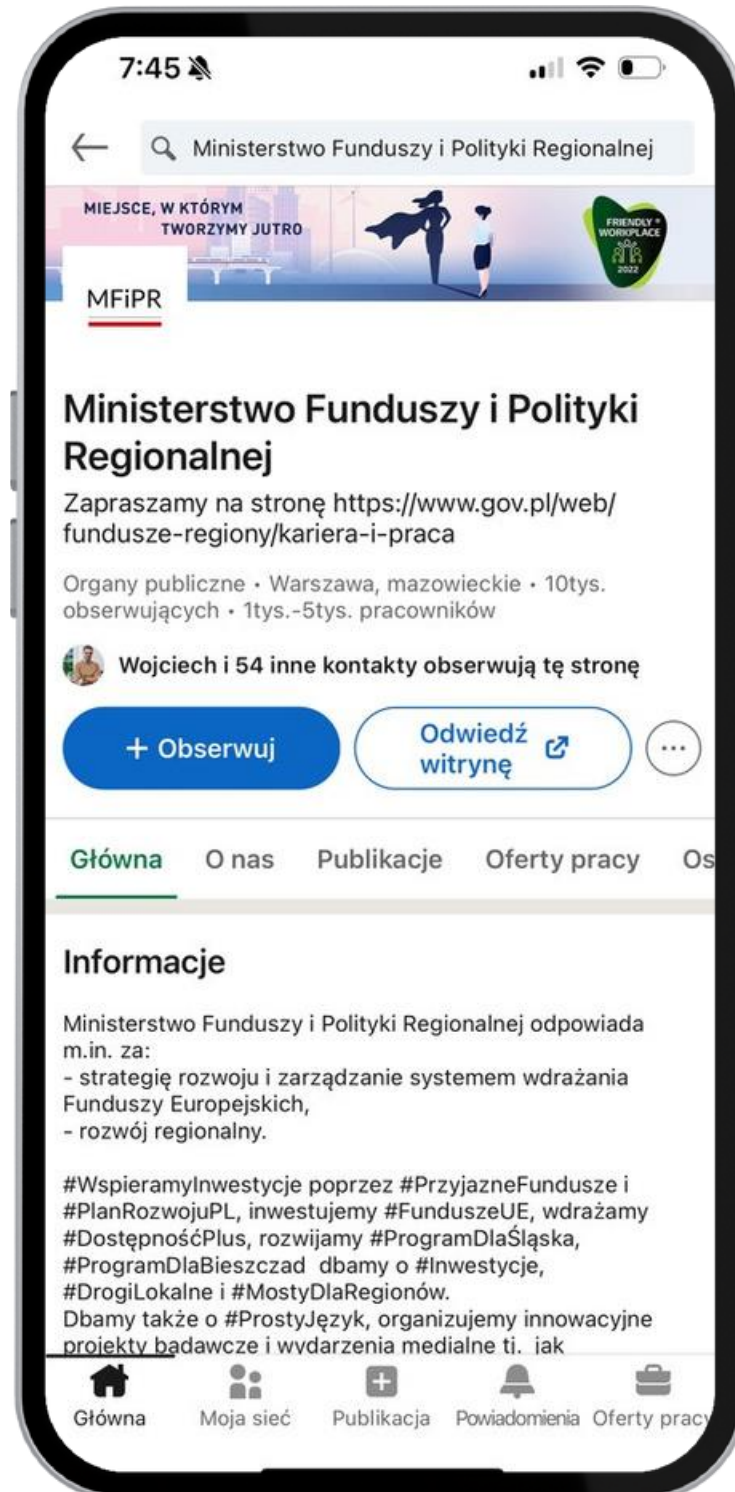 7:45
Ministerstwo Funduszy i Polityki Regionalnej
MIEJSCE, W KTÓRYM
TWORZYMY JUTRO
FRIENDLY
WORKPLACE
2022
MFiPR
Ministerstwo Funduszy i Polityki
Regionalnej
Zapraszamy na stronę https://www.gov.pl/web/
fundusze-regiony/kariera-i-praca
Organy publiczne • Warszawa, mazowieckie • 10tys.
obserwujących • 1tys.-5tys. pracowników
Wojciech i 54 inne kontakty obserwują tę stronę
+ Obserwuj
Odwiedź
witrynę
Główna O nas Publikacje Oferty pracy Os
Informacje
Ministerstwo Funduszy i Polityki Regionalnej odpowiada
m.in. za:
- strategię rozwoju i zarządzanie systemem wdrażania
Funduszy Europejskich,
- rozwój regionalny.
#WspieramyInwestycje poprzez #PrzyjazneFundusze i
#PlanRozwojuPL, inwestujemy #FunduszeUE, wdrażamy
#DostępnośćPlus, rozwijamy #ProgramDlaŚląska,
#ProgramDlaBieszczad dbamy o #Inwestycje,
#DrogiLokalne i #MostyDlaRegionów.
Dbamy także o #ProstyJęzyk, organizujemy innowacyjne
projekty badawcze i wydarzenia medialne tj. jak
Główna Moja sieć Publikacja Powiadomienia Oferty pracy